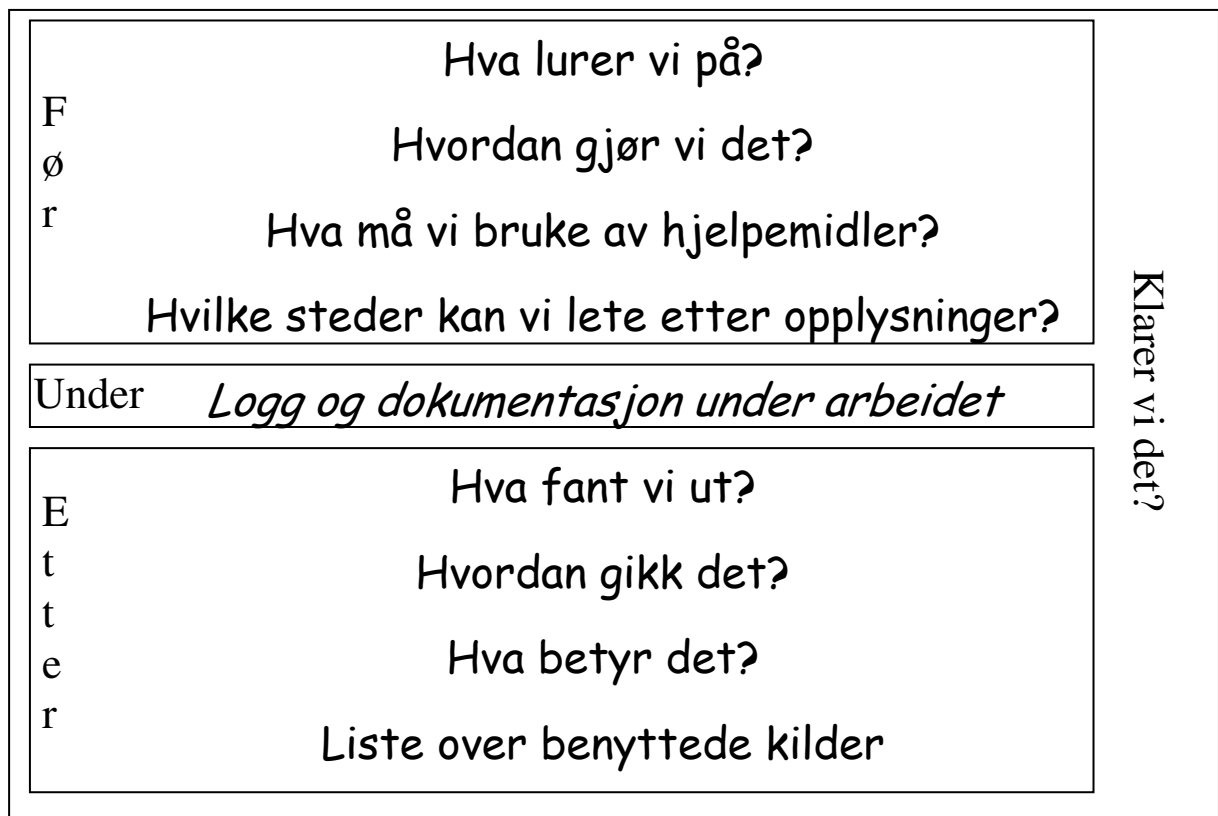 Før
Hva lurer vi på?
Hvordan gjør vi det?
Hva må vi bruke av hjelpemidler?
Hvilke steder kan vi lete etter opplysninger?
Under
Logg og dokumentasjon under arbeidet
Etter
Hva fant vi ut?
Hvordan gikk det?
Hva betyr det?
Liste over benyttede kilder
Klarer vi det?